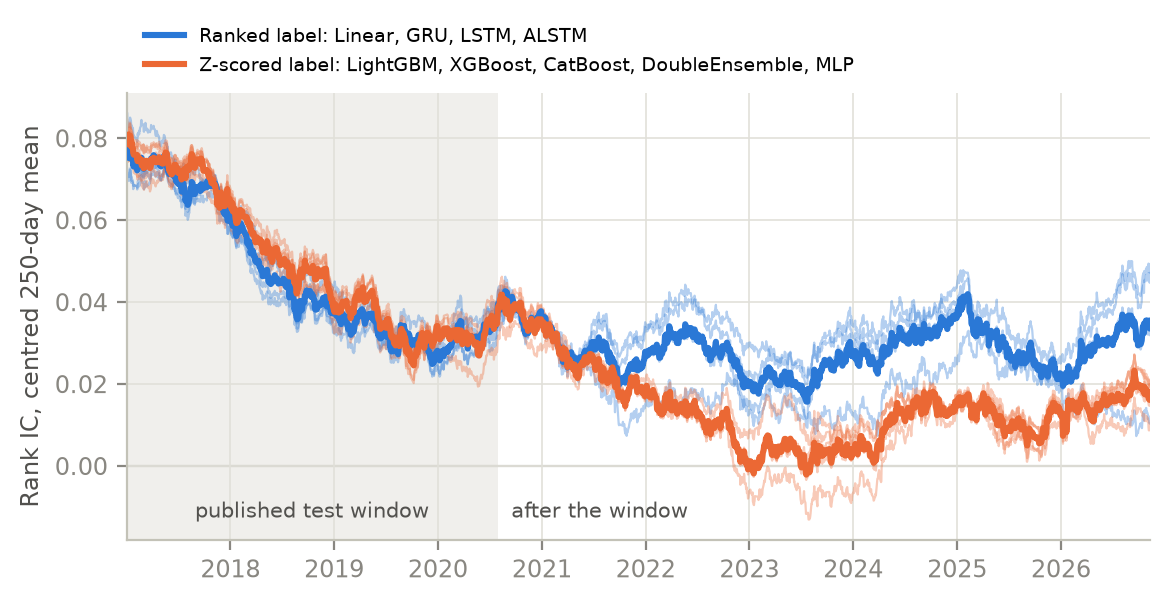 Ranked label: Linear, GRU, LSTM, ALSTM
Z-scored label: LightGBM, XGBoost, CatBoost, DoubleEnsemble, MLP
Rank IC, centred 250-day mean
0.08
0.06
0.04
0.02
0.00
published test window
after the window
2018 2019 2020 2021 2022 2023 2024 2025 2026